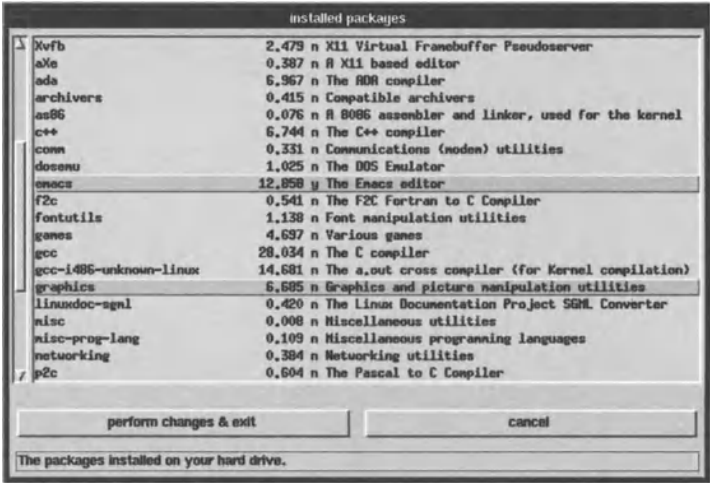 installed packages
Xvfb 2.479 n X11 Virtual Framebuffer Pseudoserver
aXe 0.387 n A X11 based editor
ada 6.967 n The ADA compiler
archivers 0.415 n Compatible archivers
as86 0.076 n A 8086 assembler and linker, used for the kernel
c++ 6.744 n The C++ compiler
comm 0.331 n Communications (modem) utilities
dosemu 1.025 n The DOS Emulator
emacs 12.858 y The Emacs editor
f2c 0.541 n The F2C Fortran to C Compiler
fontutils 1.138 n Font manipulation utilities
games 4.697 n Various games
gcc 28.034 n The C compiler
gcc-i486-unknown-linux 14.681 n The a.out cross compiler (for Kernel compilation)
graphics 6.685 n Graphics and picture manipulation utilities
linuxdoc-sgml 0.420 n The Linux Documentation Project SGML Converter
misc 0.008 n Miscellaneous utilities
misc-prog-lang 0.109 n Miscellaneous programming languages
networking 0.384 n Networking utilities
p2c 0.604 n The Pascal to C Compiler
perform changes & exit
cancel
The packages installed on your hard drive.